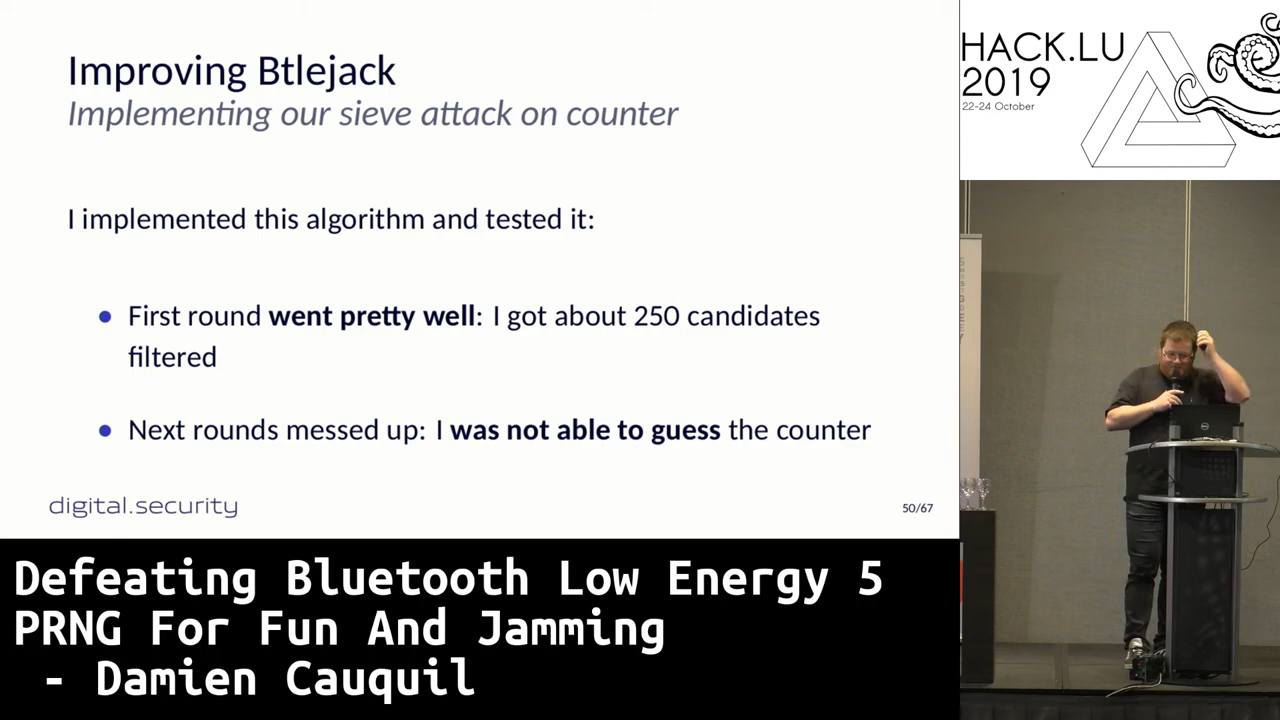 Improving Btlejack
Implementing our sieve attack on counter
I implemented this algorithm and tested it:
● First round went pretty well: I got about 250 candidates
filtered
● Next rounds messed up: I was not able to guess the counter
digital.security
50/67
HACK.LU
2019
22-24 October
Defeating Bluetooth Low Energy 5
PRNG For Fun And Jamming
- Damien Cauquil